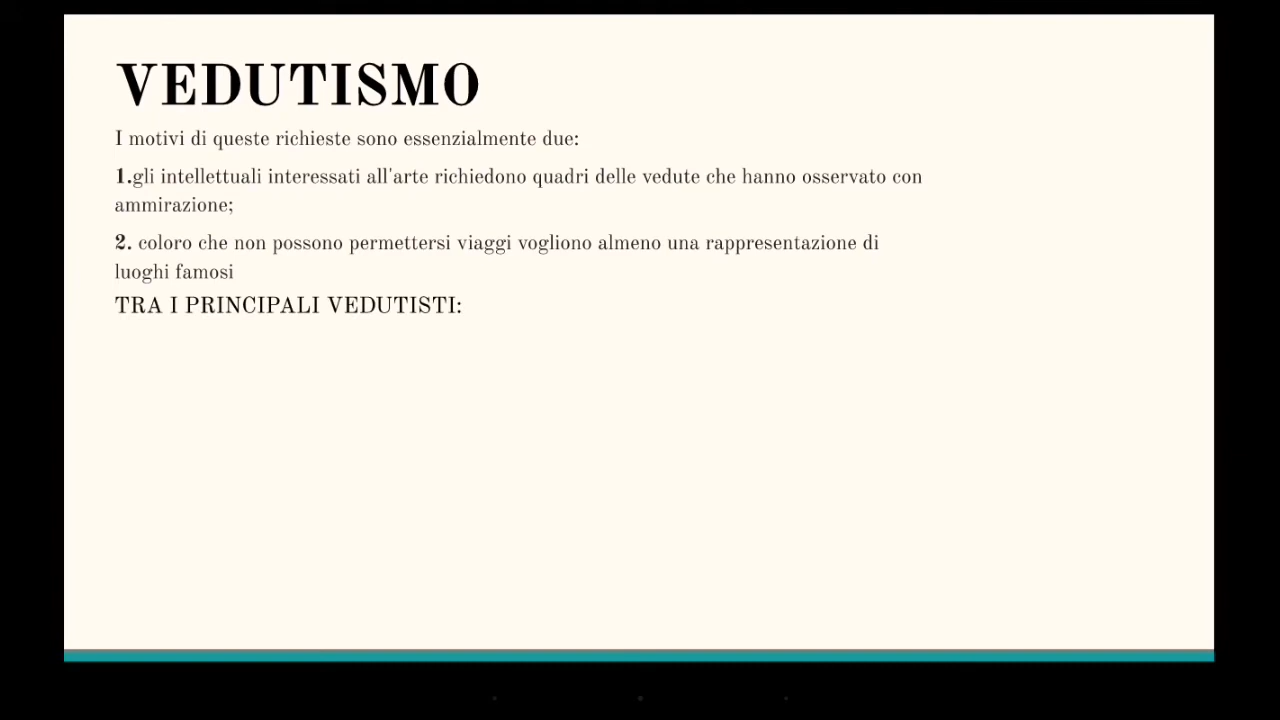 VEDUTISMO
I motivi di queste richieste sono essenzialmente due:
1.gli intellettuali interessati all'arte richiedono quadri delle vedute che hanno osservato con
ammirazione;
2. coloro che non possono permettersi viaggi vogliono almeno una rappresentazione di
luoghi famosi
TRA I PRINCIPALI VEDUTISTI: